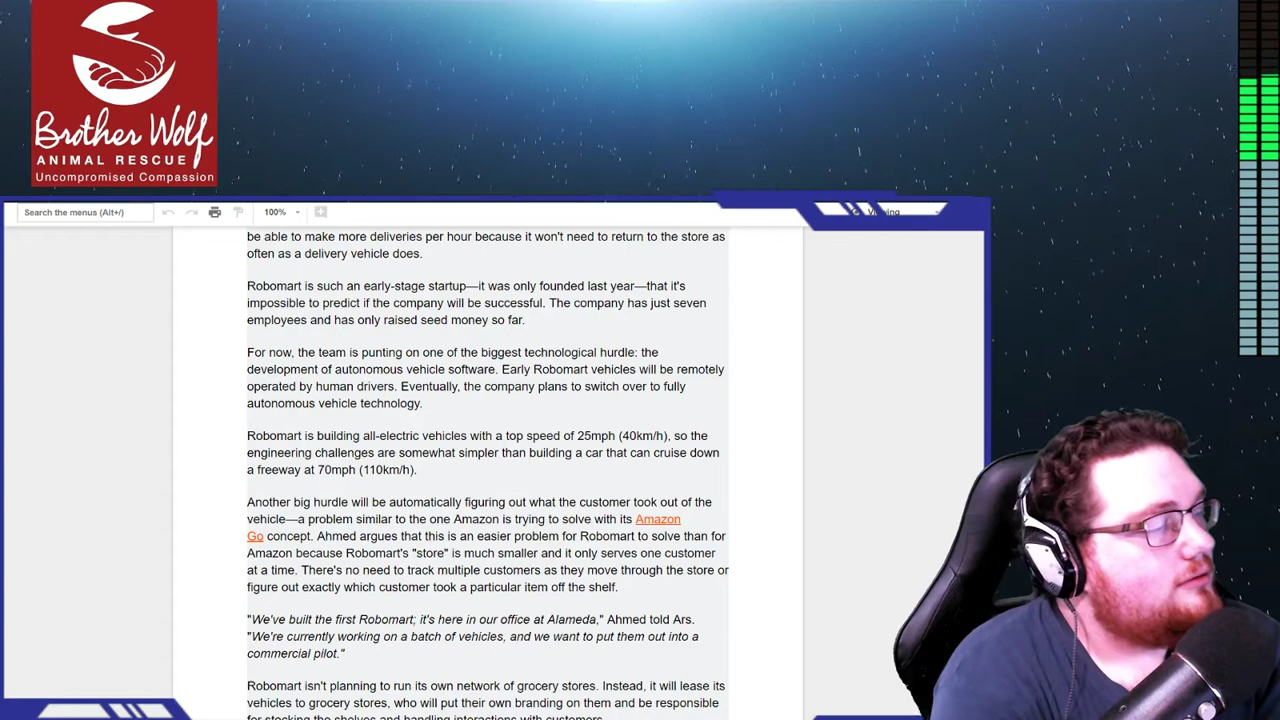 Brother Wolf
ANIMAL RESCUE
Uncompromised Compassion
Search the menus (Alt+/)
100%
Viewing
be able to make more deliveries per hour because it won't need to return to the store as
often as a delivery vehicle does.
Robomart is such an early-stage startup—it was only founded last year—that it's
impossible to predict if the company will be successful. The company has just seven
employees and has only raised seed money so far.
For now, the team is punting on one of the biggest technological hurdle: the
development of autonomous vehicle software. Early Robomart vehicles will be remotely
operated by human drivers. Eventually, the company plans to switch over to fully
autonomous vehicle technology.
Robomart is building all-electric vehicles with a top speed of 25mph (40km/h), so the
engineering challenges are somewhat simpler than building a car that can cruise down
a freeway at 70mph (110km/h).
Another big hurdle will be automatically figuring out what the customer took out of the
vehicle—a problem similar to the one Amazon is trying to solve with its Amazon
Go concept. Ahmed argues that this is an easier problem for Robomart to solve than for
Amazon because Robomart's "store" is much smaller and it only serves one customer
at a time. There's no need to track multiple customers as they move through the store or
figure out exactly which customer took a particular item off the shelf.
"We've built the first Robomart; it's here in our office at Alameda," Ahmed told Ars.
"We're currently working on a batch of vehicles, and we want to put them out into a
commercial pilot."
Robomart isn't planning to run its own network of grocery stores. Instead, it will lease its
vehicles to grocery stores, who will put their own branding on them and be responsible
for stocking the shelves and handling interactions with customers.